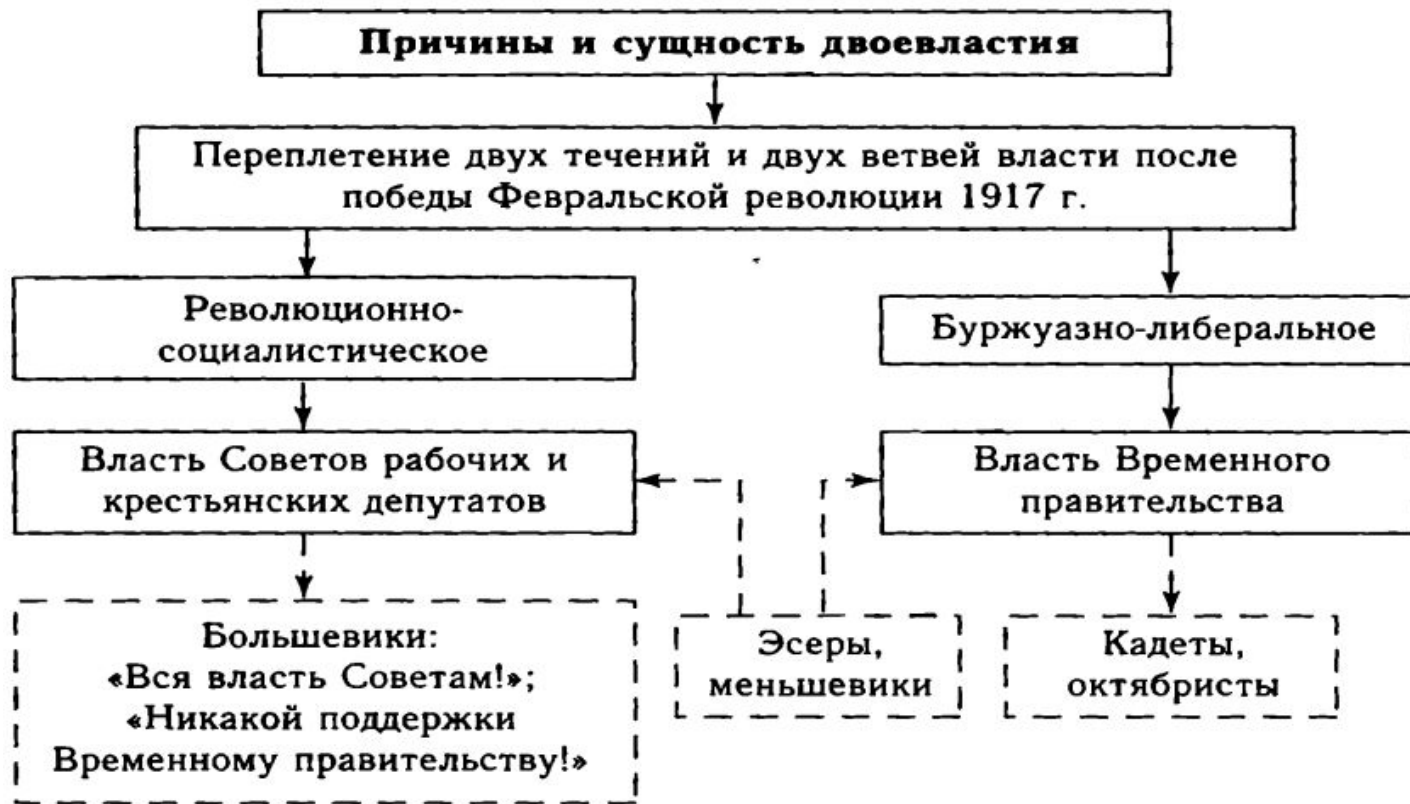 Причины и сущность двоевластия
Переплетение двух течений и двух ветвей власти после
победы Февральской революции 1917 г.
Революционно-
социалистическое
Буржуазно-либеральное
Власть Советов рабочих и
крестьянских депутатов
Власть Временного
правительства
Большевики:
«Вся власть Советам!»;
«Никакой поддержки
Временному правительству!»
Эсеры,
меньшевики
Кадеты,
октябристы